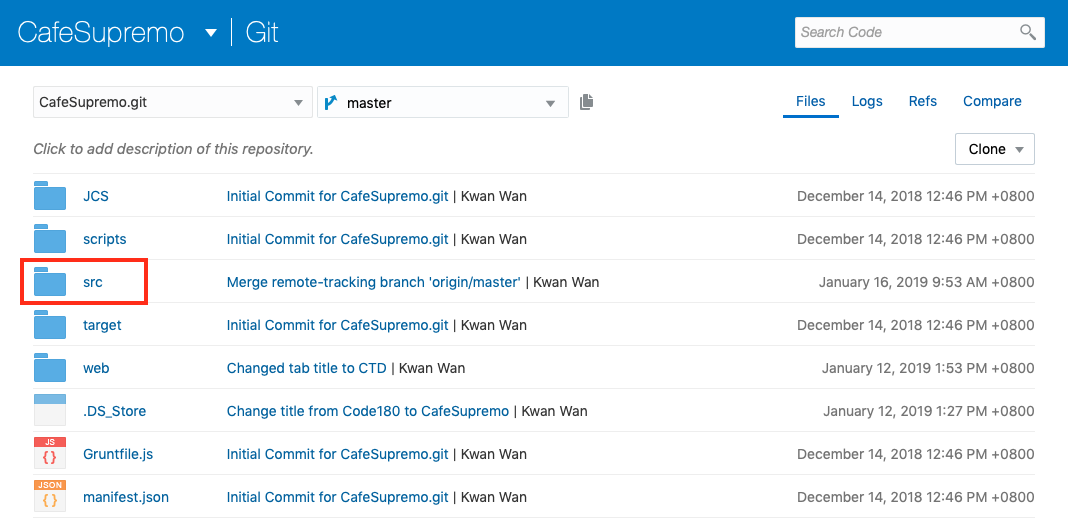 CafeSupremo | Git
Search Code
CafeSupremo.git
master
Files Logs Refs Compare
Click to add description of this repository.
Clone
JCS Initial Commit for CafeSupremo.git | Kwan Wan December 14, 2018 12:46 PM +0800
scripts Initial Commit for CafeSupremo.git | Kwan Wan December 14, 2018 12:46 PM +0800
src Merge remote-tracking branch 'origin/master' | Kwan Wan January 16, 2019 9:53 AM +0800
target Initial Commit for CafeSupremo.git | Kwan Wan December 14, 2018 12:46 PM +0800
web Changed tab title to CTD | Kwan Wan January 12, 2019 1:53 PM +0800
.DS_Store Change title from Code180 to CafeSupremo | Kwan Wan January 12, 2019 1:27 PM +0800
JS
{ } Gruntfile.js Initial Commit for CafeSupremo.git | Kwan Wan December 14, 2018 12:46 PM +0800
JSON
{ } manifest.json Initial Commit for CafeSupremo.git | Kwan Wan December 14, 2018 12:46 PM +0800